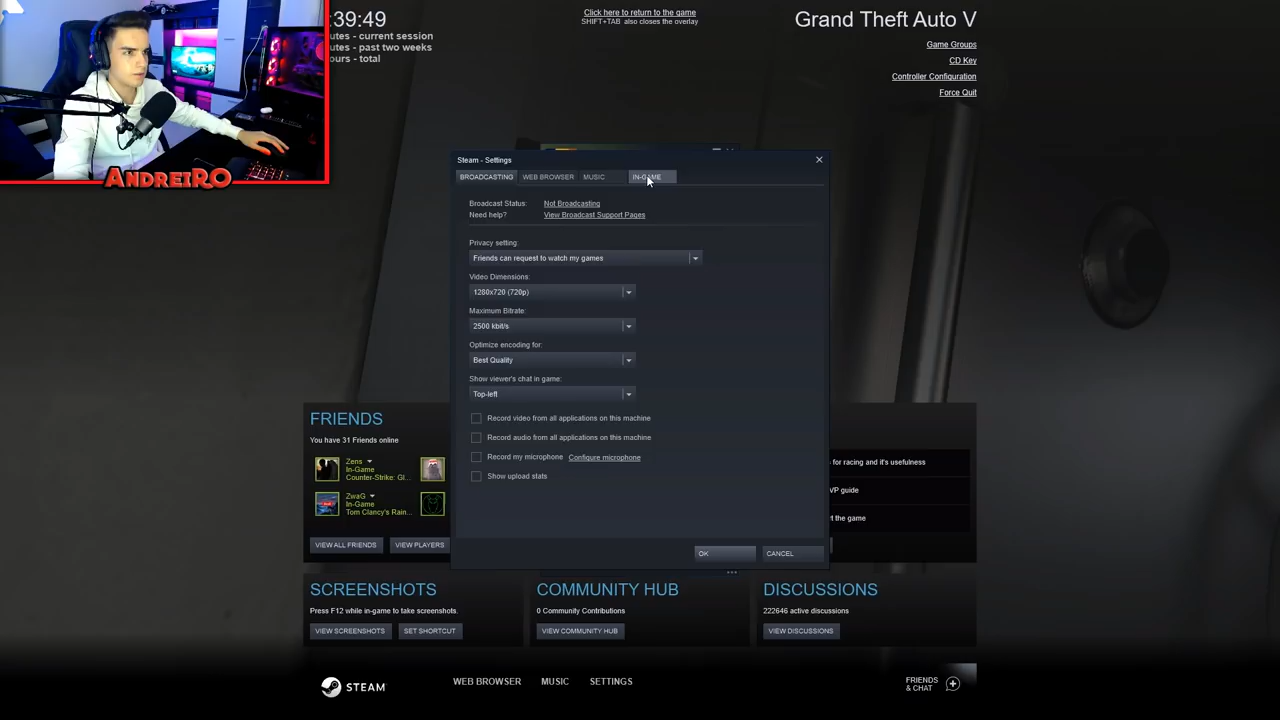 :39:49
utes - current session
utes - past two weeks
ours - total
Click here to return to the game
SHIFT+TAB also closes the overlay
Grand Theft Auto V
Game Groups
CD Key
Controller Configuration
Force Quit
AndreiRO
Steam - Settings
BROADCASTING
WEB BROWSER
MUSIC
IN-GAME
Broadcast Status:
Not Broadcasting
Need help?
View Broadcast Support Pages
Privacy setting:
Friends can request to watch my games
Video Dimensions:
1280x720 (720p)
Maximum Bitrate:
2500 kbit/s
Optimize encoding for:
Best Quality
Show viewer's chat in game:
Top-left
Record video from all applications on this machine
Record audio from all applications on this machine
Record my microphone
Configure microphone
Show upload stats
OK
CANCEL
FRIENDS
You have 31 Friends online
Zens
In-Game
Counter-Strike: Gl...
ZwaG
In-Game
Tom Clancy's Rain...
VIEW ALL FRIENDS
VIEW PLAYERS
for racing and it's usefulness
VP guide
rt the game
SCREENSHOTS
Press F12 while in-game to take screenshots.
VIEW SCREENSHOTS
SET SHORTCUT
COMMUNITY HUB
0 Community Contributions
VIEW COMMUNITY HUB
DISCUSSIONS
222646 active discussions
VIEW DISCUSSIONS
STEAM
WEB BROWSER
MUSIC
SETTINGS
FRIENDS
& CHAT